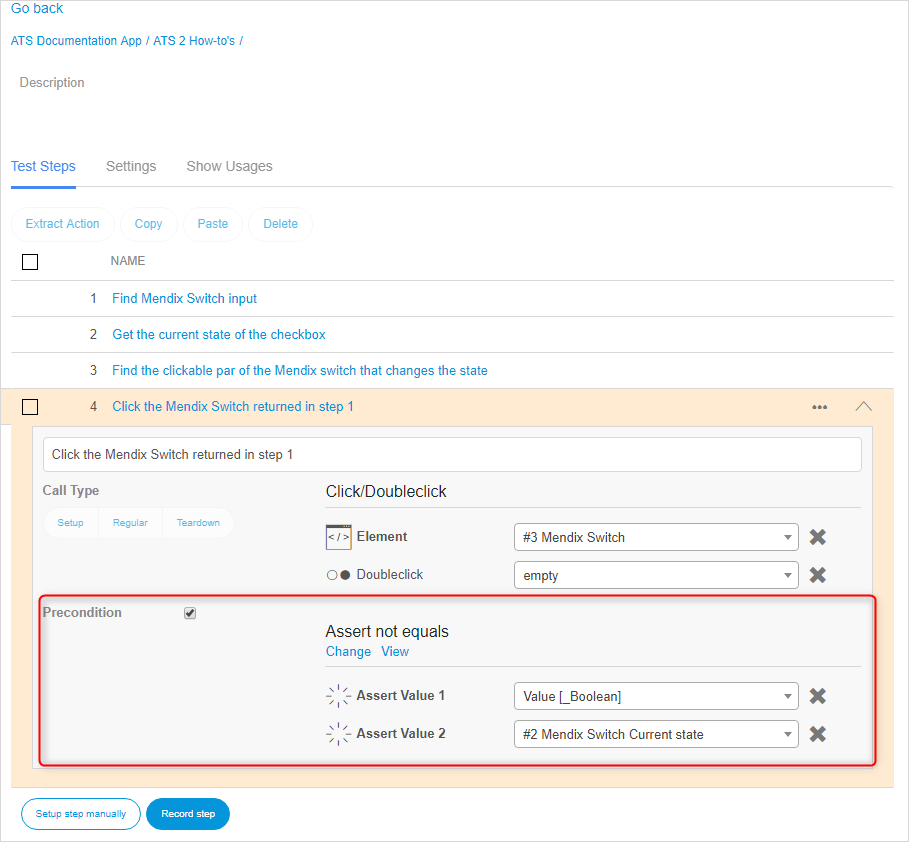 Go back
ATS Documentation App / ATS 2 How-to's /
Description
Test Steps Settings Show Usages
Extract Action Copy Paste Delete
NAME
1 Find Mendix Switch input
2 Get the current state of the checkbox
3 Find the clickable par of the Mendix switch that changes the state
4 Click the Mendix Switch returned in step 1 •••
Click the Mendix Switch returned in step 1
Call Type Click/Doubleclick
Setup Regular Teardown
</> Element #3 Mendix Switch
Doubleclick empty
Precondition
Assert not equals
Change View
Assert Value 1 Value [_Boolean]
Assert Value 2 #2 Mendix Switch Current state
Setup step manually Record step